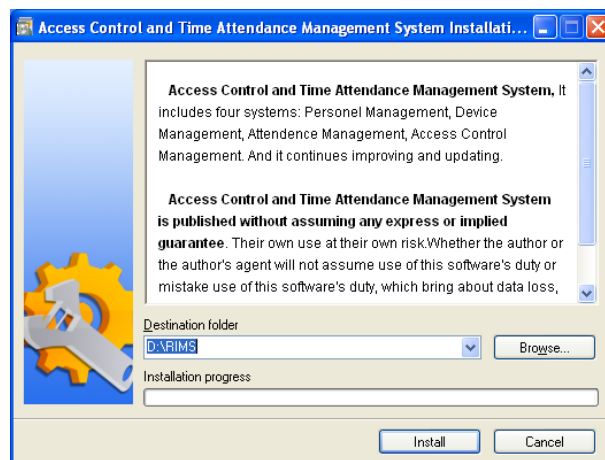 Access Control and Time Attendance Management System Installati...
Access Control and Time Attendance Management System, It
includes four systems: Personel Management, Device
Management, Attendence Management, Access Control
Management. And it continues improving and updating.
Access Control and Time Attendance Management System
is published without assuming any express or implied
guarantee. Their own use at their own risk.Whether the author or
the author's agent will not assume use of this software's duty or
mistake use of this software's duty, which bring about data loss,
Destination folder
D:\RIMS
Browse...
Installation progress
Install
Cancel